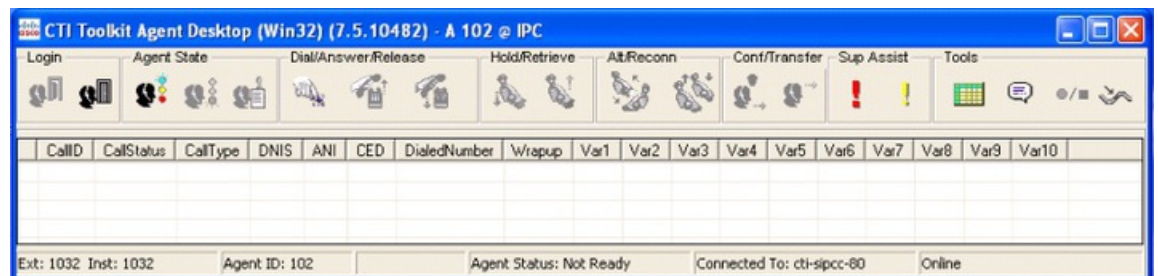 CTI Toolkit Agent Desktop (Win32) (7.5.10482) - A 102 @ IPC
Login Agent State Dial/Answer/Release Hold/Retrieve Alt/Reconn Conf/Transfer Sup Assist Tools
CallID CallStatus CallType DNIS ANI CED DialedNumber Wrapup Var1 Var2 Var3 Var4 Var5 Var6 Var7 Var8 Var9 Var10
Ext: 1032 Inst: 1032 Agent ID: 102 Agent Status: Not Ready Connected To: cti-sipcc-80 Online